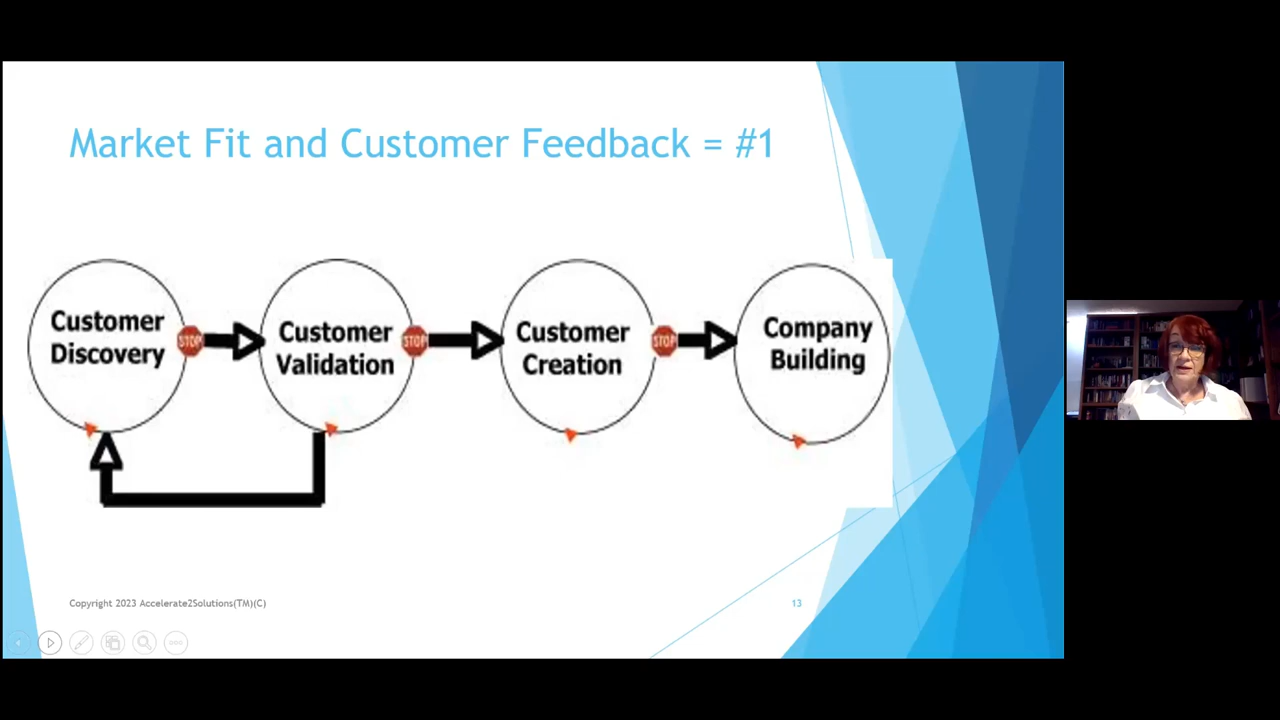 Market Fit and Customer Feedback = #1
Customer
Discovery
STOP
Customer
Validation
STOP
Customer
Creation
STOP
Company
Building
Copyright 2023 Accelerate2Solutions(TM)(C)
13